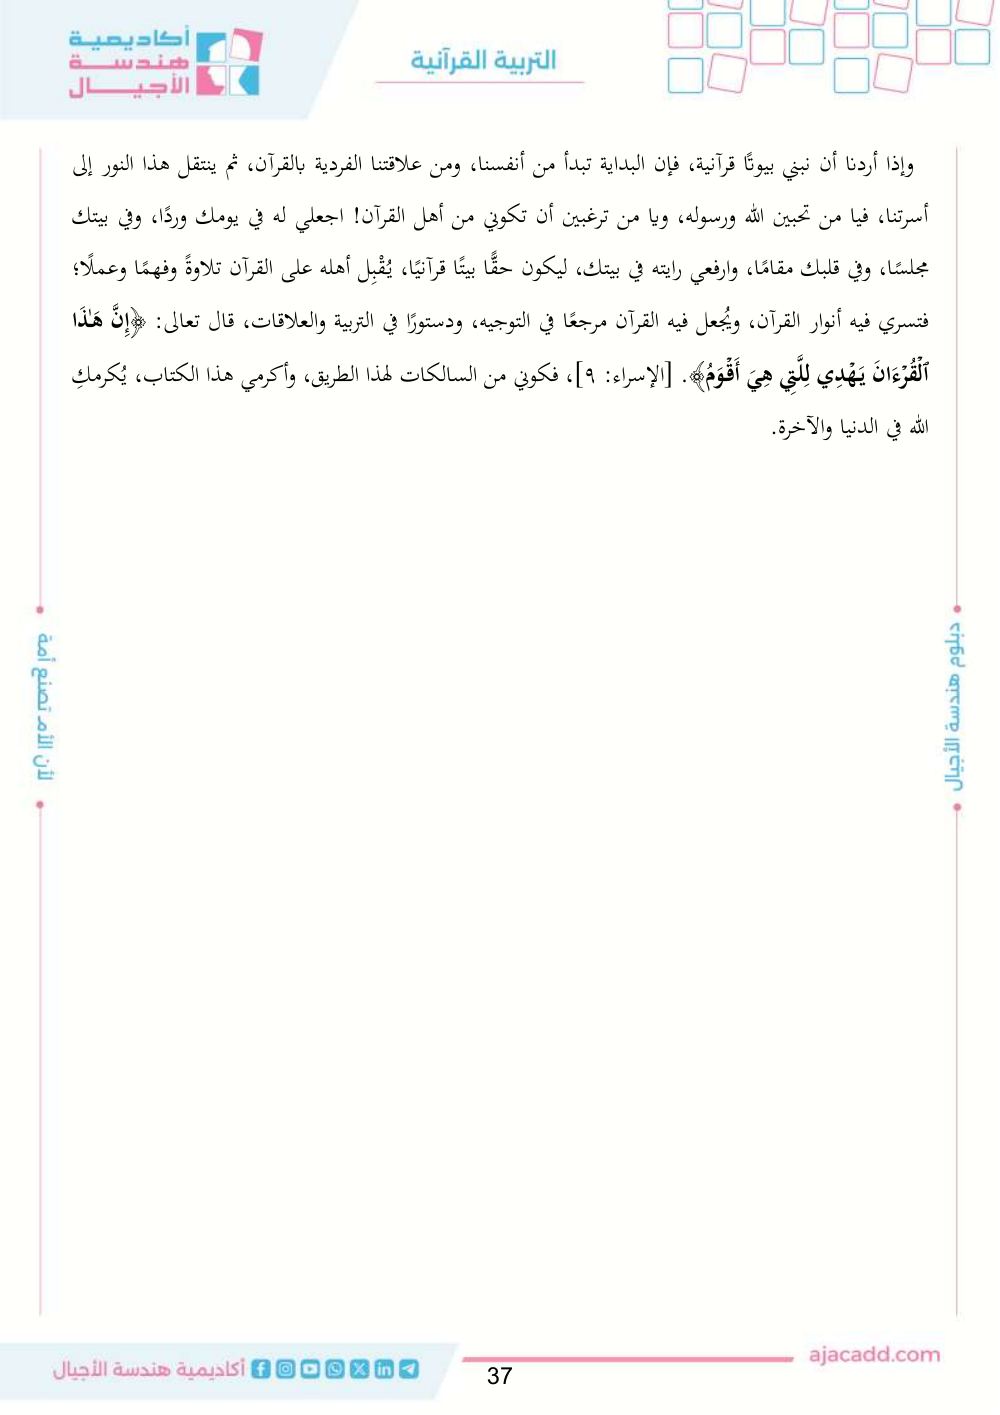 أكاديمية
هندسة
الأجيال
التربية القرآنية
وإذا أردنا أن نبني بيوتًا قرآنية، فإن البداية تبدأ من أنفسنا، ومن علاقتنا الفردية بالقرآن، ثم ينتقل هذا النور إلى
أسرتنا، فيا من تحبين الله ورسوله، ويا من ترغبين أن تكوني من أهل القرآن! اجعلي له في يومك وردًا، وفي بيتك
مجلسًا، وفي قلبك مقامًا، وارفعي رايته في بيتك، ليكون حقًّا بيتًا قرآنيًا، يُقْبِل أهله على القرآن تلاوةً وفهمًا وعملًا؛
فتسري فيه أنوار القرآن، ويُجعل فيه القرآن مرجعًا في التوجيه، ودستورًا في التربية والعلاقات، قال تعالى: ﴿إِنَّ هَٰذَا
ٱلْقُرْءَانَ يَهْدِي لِلَّتِي هِيَ أَقْوَمُ﴾. [الإسراء: ٩]، فكوني من السالكات لهذا الطريق، وأكرمي هذا الكتاب، يُكرمكِ
الله في الدنيا والآخرة.
دبلوم هندسة الأجيال
لأن الأم تصنع أمة
ajacadd.com
37
أكاديمية هندسة الأجيال